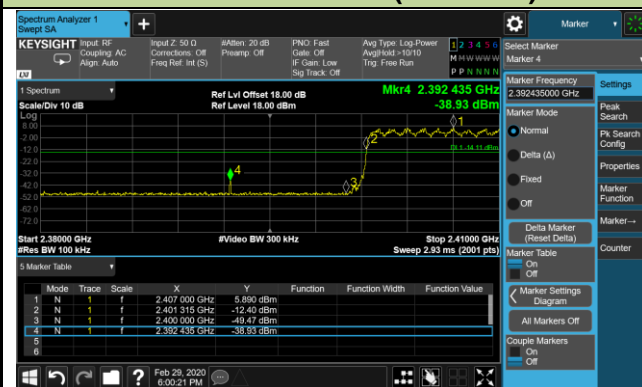 Spectrum Analyzer 1
Swept SA
Marker
KEYSIGHT
Input: RF
Coupling: AC
Align: Auto
Input Z: 50 Ω
Corrections: Off
Freq Ref: Int (S)
#Atten: 20 dB
Preamp: Off
PNO: Fast
Gate: Off
IF Gain: Low
Sig Track: Off
Avg Type: Log-Power
Avg|Hold:>10/10
Trig: Free Run
1 2 3 4 5 6
M W W W W W
P P N N N N
LXI
Select Marker
Marker 4
1 Spectrum
Scale/Div 10 dB
Ref Lvl Offset 18.00 dB
Ref Level 18.00 dBm
Mkr4 2.392 435 GHz
-38.93 dBm
Log
8.00
-2.00
-12.0
-22.0
-32.0
-42.0
-52.0
-62.0
-72.0
1
2
3
4
DL1 -14.11 dBm
Start 2.38000 GHz
#Res BW 100 kHz
#Video BW 300 kHz
Stop 2.41000 GHz
Sweep 2.93 ms (2001 pts)
5 Marker Table
Mode Trace Scale X Y Function Function Width Function Value
1 N 1 f 2.407 000 GHz 5.890 dBm
2 N 1 f 2.401 315 GHz -12.40 dBm
3 N 1 f 2.400 000 GHz -49.47 dBm
4 N 1 f 2.392 435 GHz -38.93 dBm
5
6
Marker Frequency
2.392435000 GHz
Marker Mode
Normal
Delta (Δ)
Fixed
Off
Delta Marker
(Reset Delta)
Marker Table
On
Off
Marker Settings
Diagram
All Markers Off
Couple Markers
On
Off
Settings
Peak
Search
Pk Search
Config
Properties
Marker
Function
Marker→
Counter
?
Feb 29, 2020
6:00:21 PM